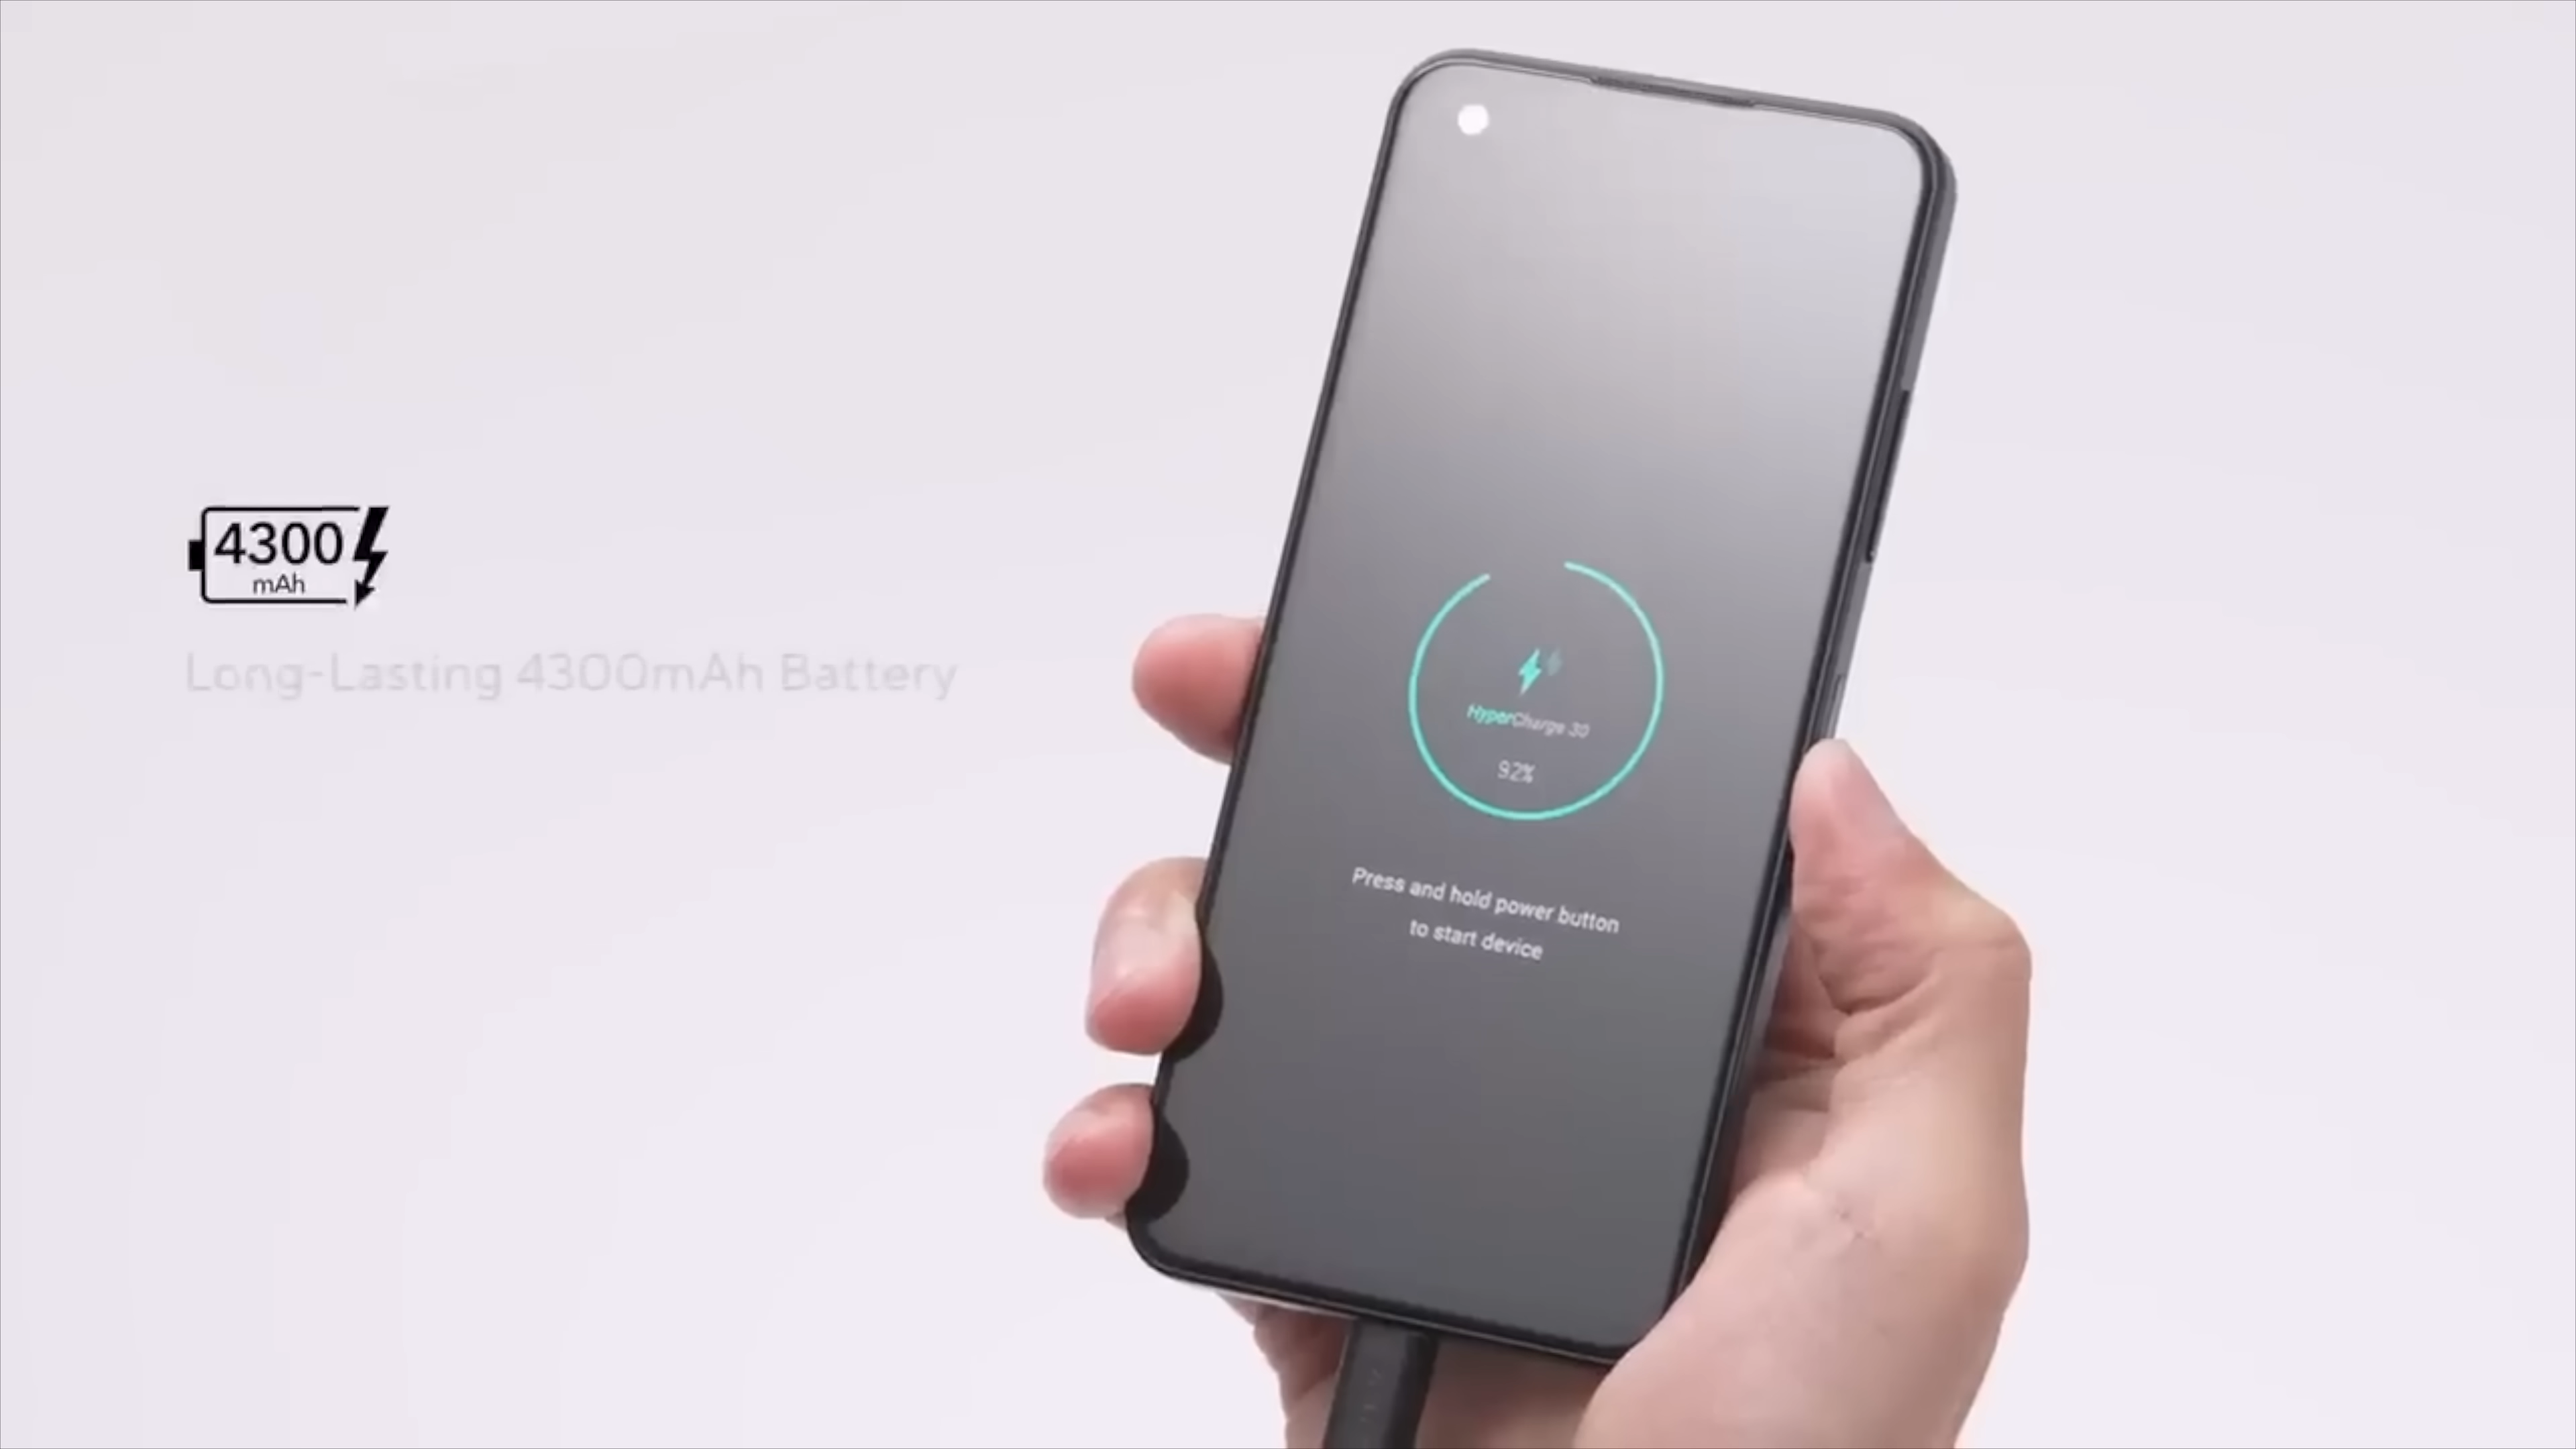 4300
mAh
Long-Lasting 4300mAh Battery
HyperCharge 30
92%
Press and hold power button
to start device